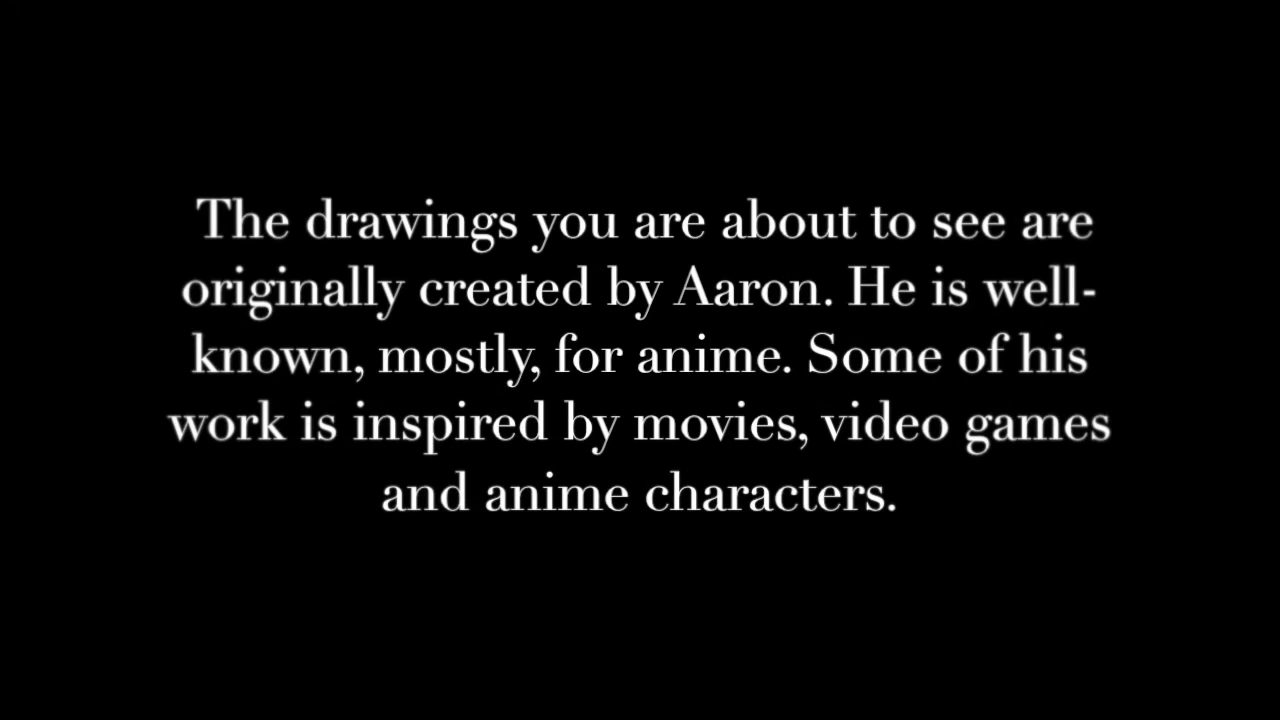 The drawings you are about to see are
originally created by Aaron. He is well-
known, mostly, for anime. Some of his
work is inspired by movies, video games
and anime characters.